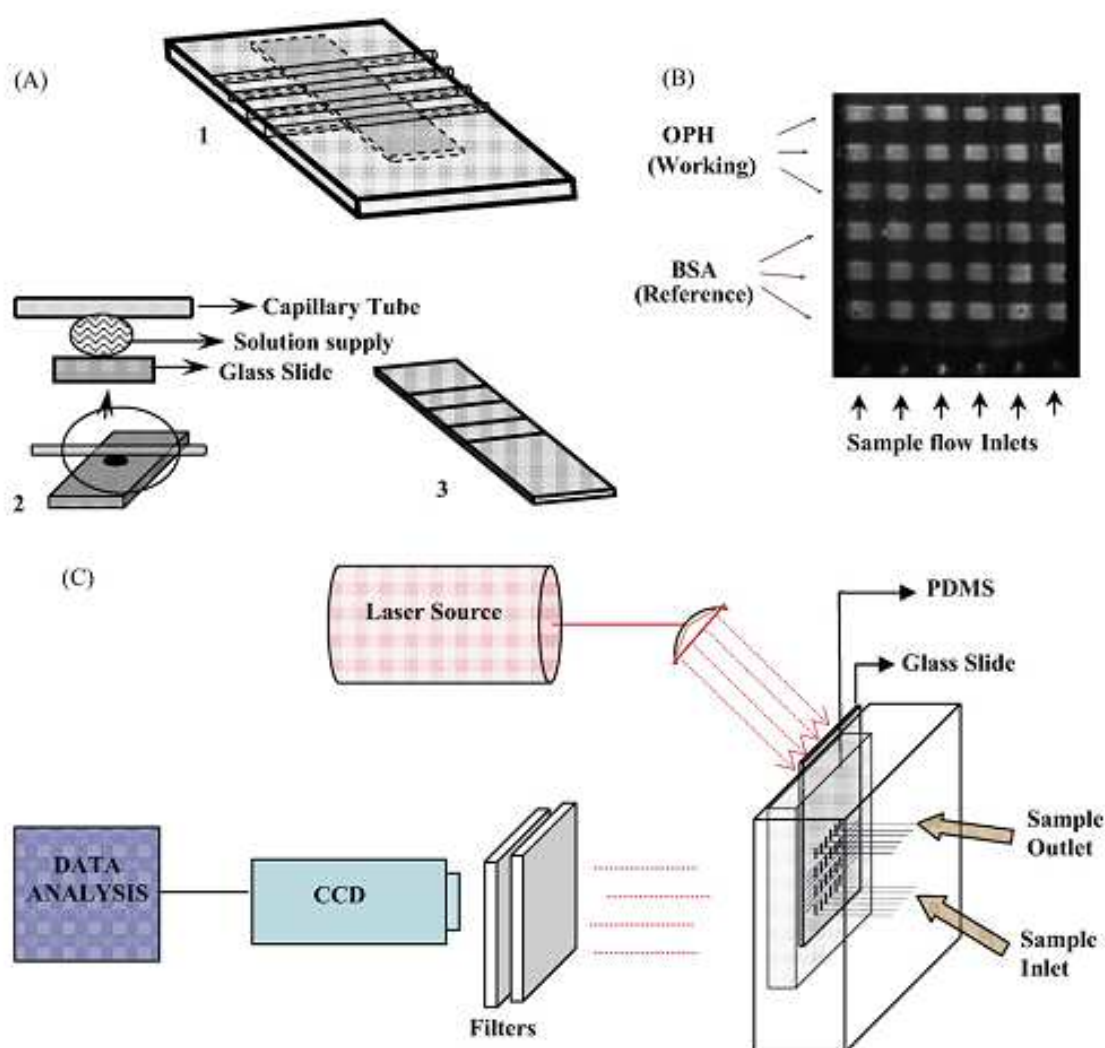 (A)
1
Capillary Tube
Solution supply
Glass Slide
2
3
(B)
OPH
(Working)
BSA
(Reference)
Sample flow Inlets
(C)
Laser Source
PDMS
Glass Slide
DATA
ANALYSIS
CCD
Filters
Sample
Outlet
Sample
Inlet